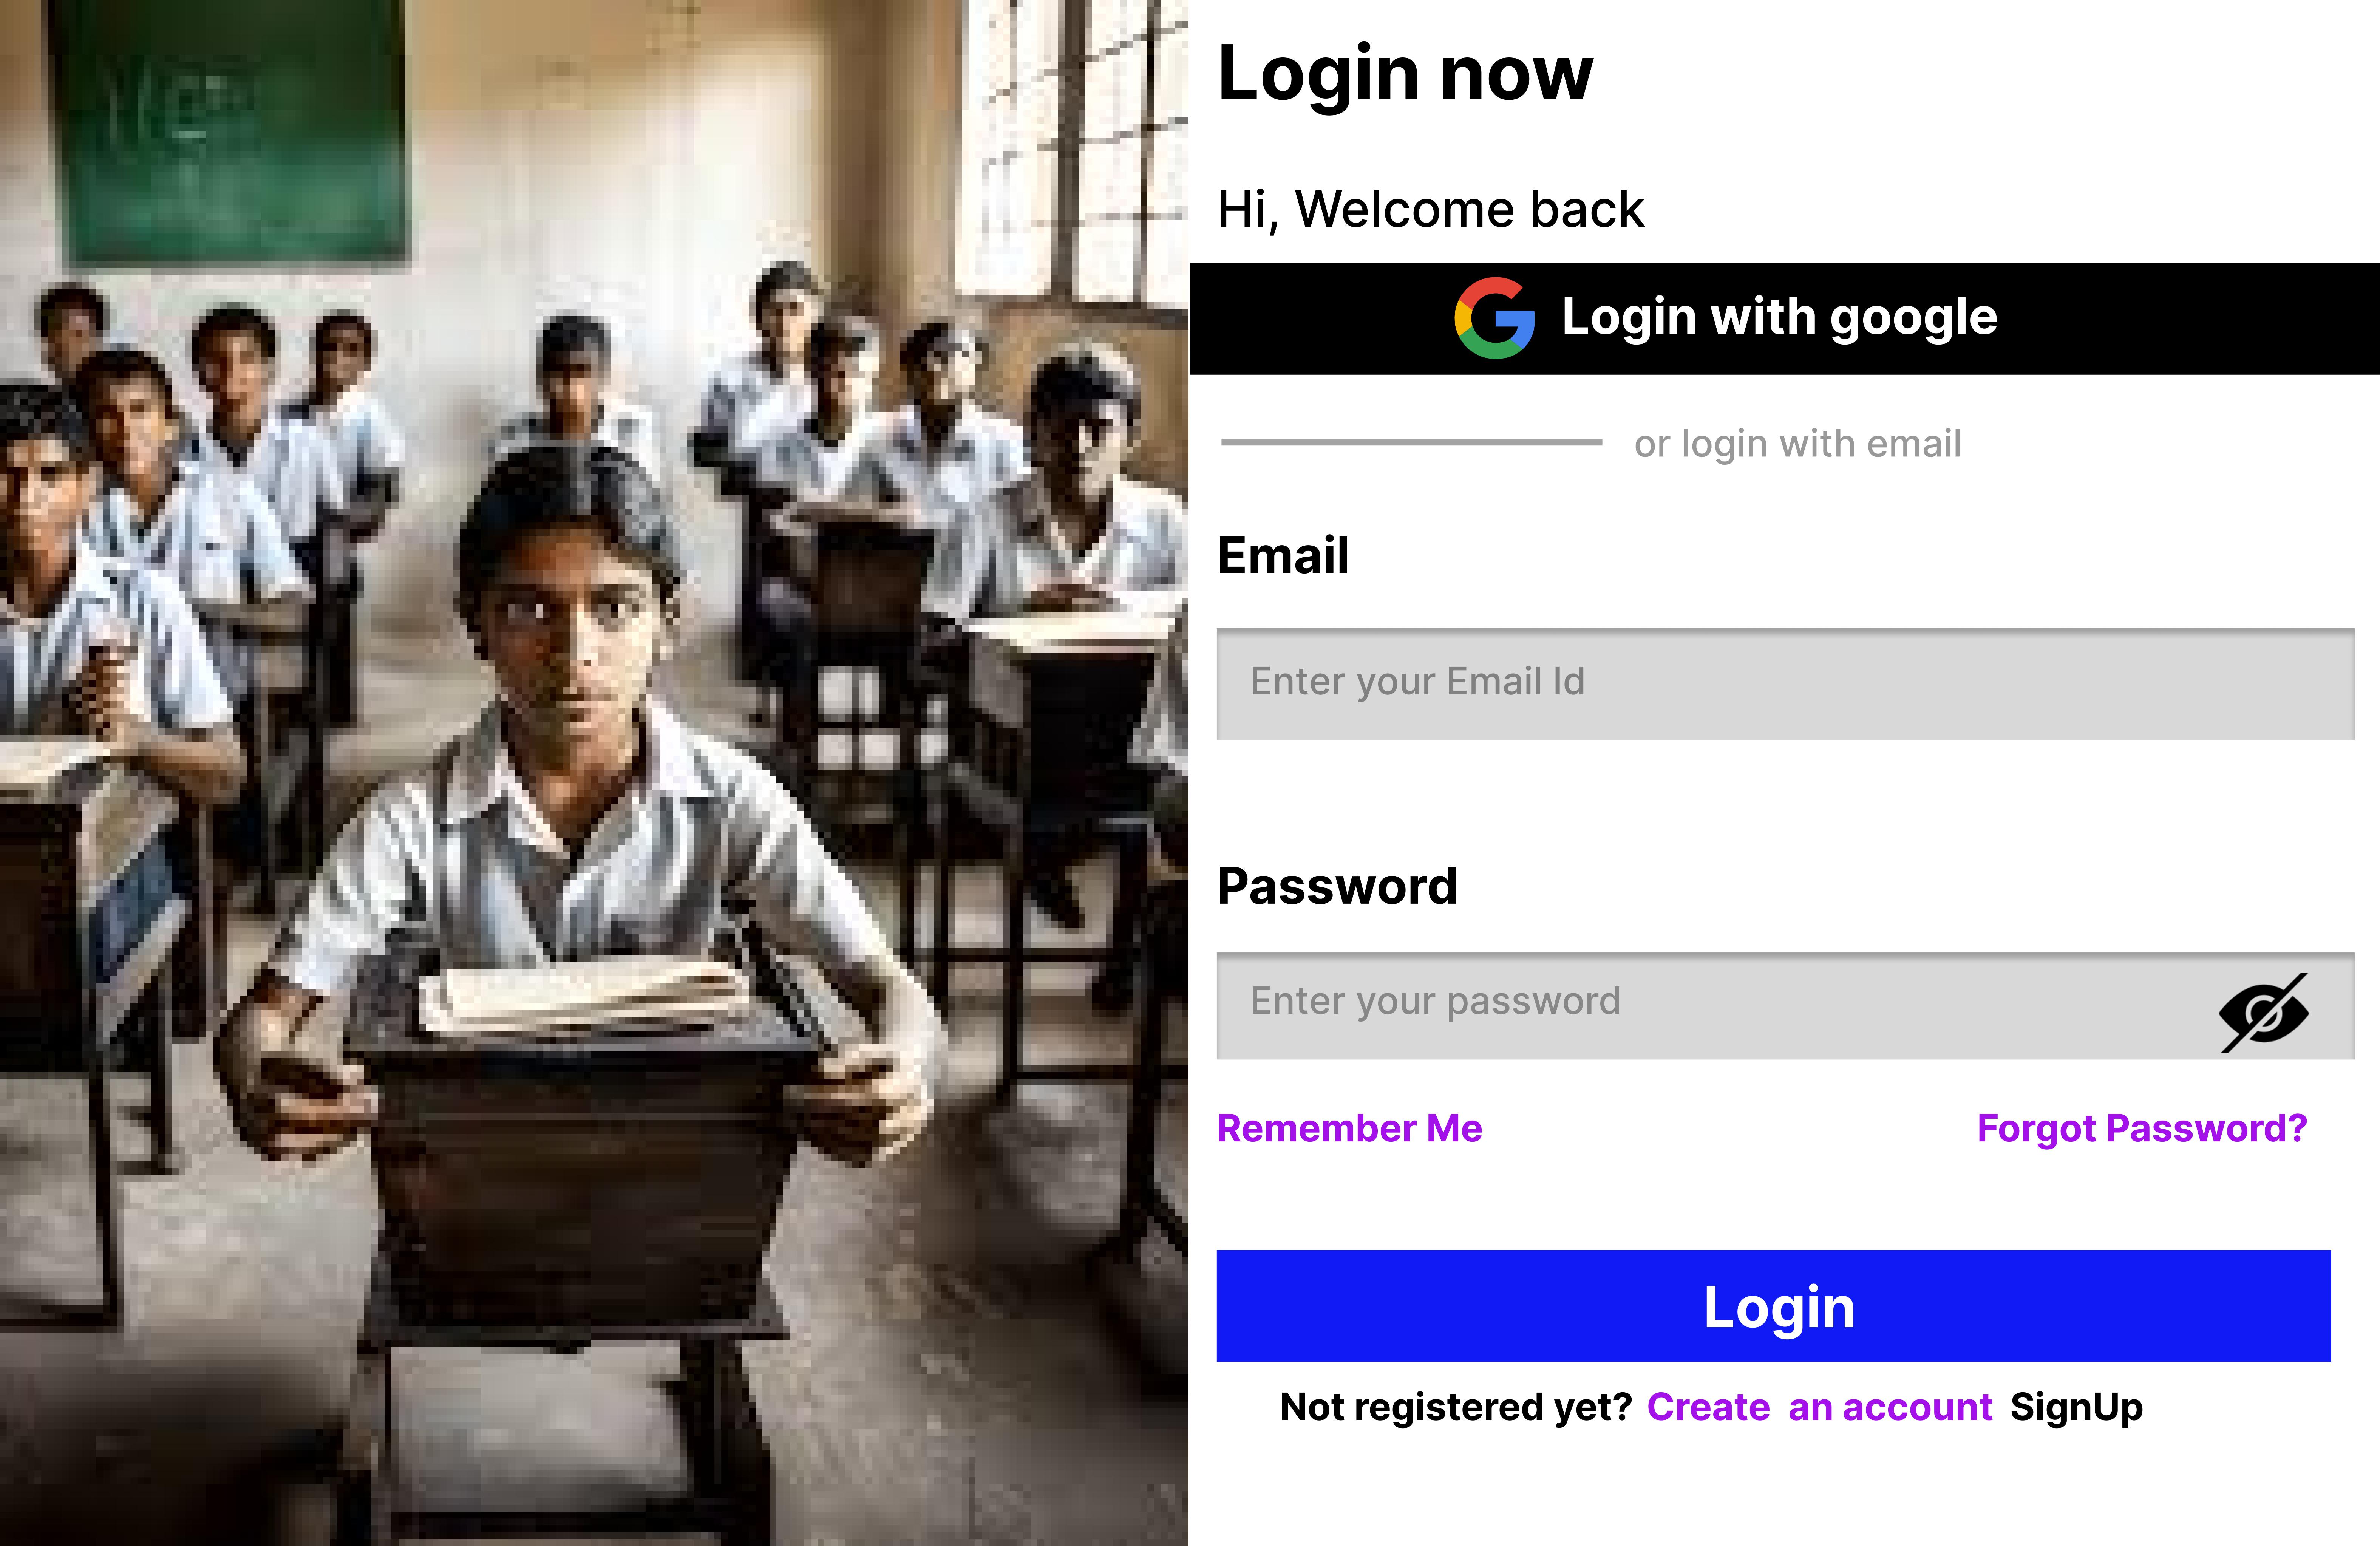 Login now
Hi, Welcome back
Login with google
or login with email
Email
Enter your Email Id
Password
Enter your password
Remember Me Forgot Password?
Login
Not registered yet? Create an account SignUp